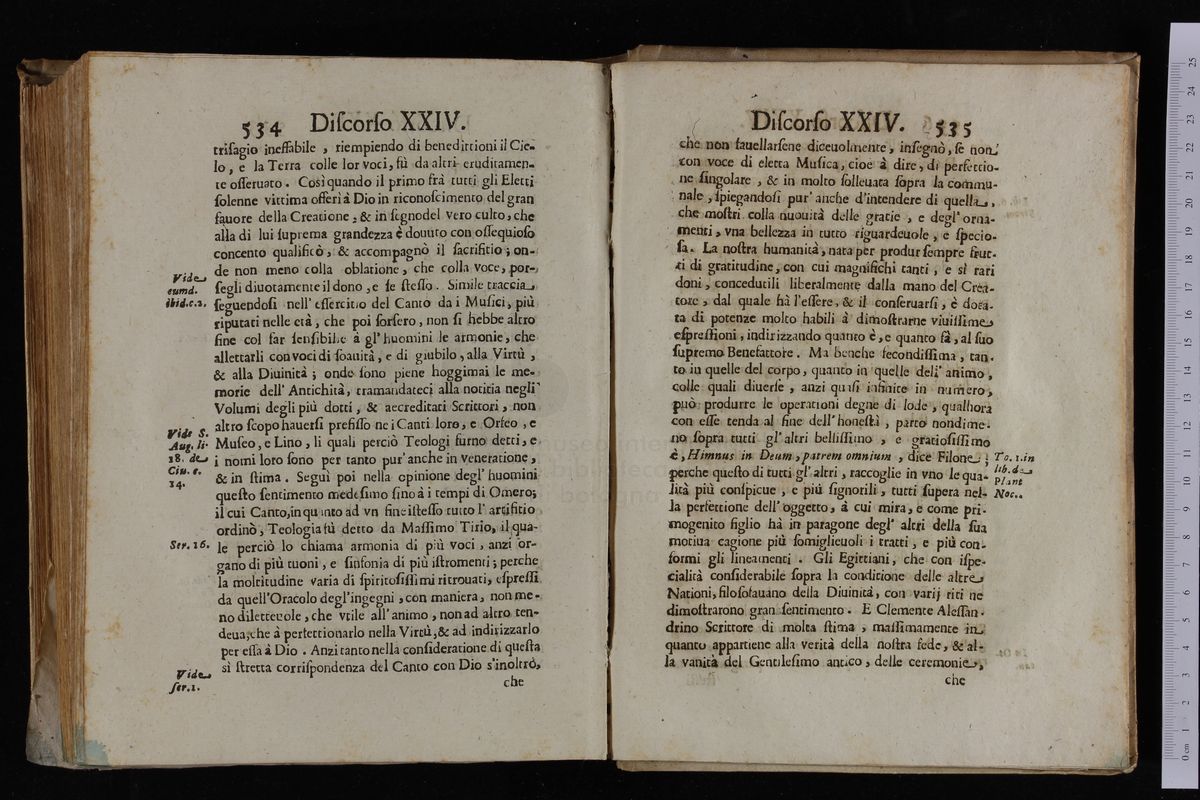 534 Diſcorſo XXIV.
triſagio ineffabile , riempiendo di benedittioni il Cie-
lo , e la Terra colle lor voci, fù da altri eruditamen-
te oſſeruato . Così quando il primo frà tutti gli Eletti
ſolenne vittima offerì à Dio in riconoſcimento del gran
fauore della Creatione , & in ſegno del vero culto, che
alla di lui ſuprema grandezza è douuto con oſſequioſo
concento qualificò , & accompagnò il ſacrifitio ; on-
de non meno colla oblatione , che colla voce, por-
ſegli diuotamente il dono , e ſe ſteſſo . Simile traccia
ſeguendoſi nell' eſſercitio del Canto da i Muſici , più
riputati nelle età , che poi ſorſero , non ſi hebbe altro
fine col far ſenſibile à gl' huomini le armonie, che
allettarli con voci di ſoauità , e di giubilo , alla Virtù ,
& alla Diuinità ; onde ſono piene hoggimai le me-
morie dell' Antichità , tramandateci alla notitia negli
Volumi degli più dotti , & accreditati Scrittori , non
altro ſcopo hauerſi prefiſſo ne i Canti loro , e Orfeo , e
Muſeo , e Lino , li quali perciò Teologi furno detti, e
i nomi loro ſono per tanto pur' anche in veneratione ,
& in ſtima . Seguì poi nella opinione degl' huomini
queſto ſentimento medeſimo ſino à i tempi di Omero;
il cui Canto, in quanto ad vn fine iſteſſo tutto l' artifitio
ordinò , Teologia fù detto da Maſſimo Tirio, il qua-
le perciò lo chiama armonia di più voci , anzi or-
gano di più tuoni , e ſinfonia di più iſtromenti ; perche
la moltitudine varia di ſpiritoſiſſimi ritrouati, eſpreſſi
da quell'Oracolo degl'ingegni , con maniera , non me-
no diletteuole , che vtile all' animo , non ad altro ten-
deua, che à perfettionarlo nella Virtù , & ad indirizzarlo
per eſſa à Dio . Anzi tanto nella conſideratione di queſta
sì ſtretta corriſpondenza del Canto con Dio s'inoltrò,
che
Vide
eumd.
ibid.c.2.
Vide S.
Aug. li.
18. de
Ciu. c.
14.
Ser. 16.
Vide
ſer.1.
Diſcorſo XXIV. 535
che non fauellarſene diceuolmente , inſegnò , ſe non
con voce di eletta Muſica , cioè à dire , di perfettio-
ne ſingolare , & in molto ſolleuata ſopra la commu-
nale , ſpiegandoſi pur' anche d'intendere di quella ,
che moſtri colla nuouità delle gratie , e degl' orna-
menti , vna bellezza in tutto riguardeuole , e ſpecio-
ſa . La noſtra humanità , nata per produr ſempre frut-
ti di gratitudine , con cui magnifichi tanti , e sì rari
doni , conceduti li liberalmente dalla mano del Crea-
tore , dal quale hà l'eſſere, & il conſeruarſi , è dota-
ta di potenze molto habili à dimoſtrarne viuiſſime
eſpreſſioni , indirizzando quanto è , e quanto fà , al ſuo
ſupremo Benefattore . Ma benche fecondiſſima , tan-
to in quelle del corpo , quanto in quelle dell' animo ,
colle quali diuerſe , anzi quaſi infinite in numero ,
può produrre le operationi degne di lode , qualhora
con eſſe tenda al fine dell' honeſtà , parto nondime-
no ſopra tutti gl' altri belliſſimo , e gratioſiſſimo
è , Himnus in Deum , patrem omnium , dice Filone ;
perche queſto di tutti gl' altri , raccoglie in vno le qua-
lità più conſpicue , e più ſignorili , tutti ſupera nel-
la perfettione dell' oggetto , à cui mira , e come pri-
mogenito figlio hà in paragone degl' altri della ſua
motiua cagione più ſomiglieuoli i tratti , e più con-
formi gli lineamenti . Gli Egittiani , che con iſpe-
cialità conſiderabile ſopra la conditione delle altre
Nationi, filoſofauano della Diuinità, con varij riti ne
dimoſtrarono gran ſentimento . E Clemente Aleſſan-
drino Scrittore di molta ſtima , maſſimamente in
quanto appartiene alla verità della noſtra fede , & al-
la vanità del Gentileſimo antico , delle ceremonie ,
che
To. 1. in
lib. de
Plant
Noc..